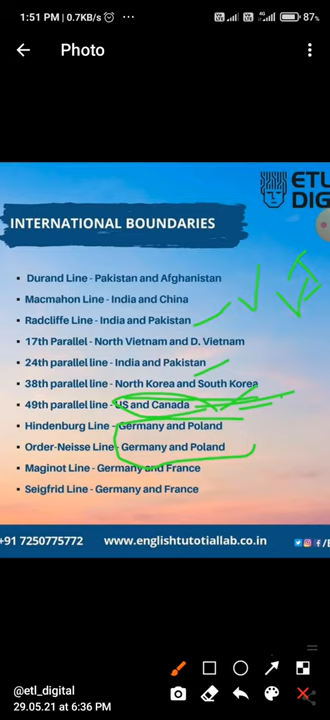 1:51 PM | 0.7KB/s
87%
Photo
ETL
DIG
INTERNATIONAL BOUNDARIES
▪ Durand Line - Pakistan and Afghanistan
▪ Macmahon Line - India and China
▪ Radcliffe Line - India and Pakistan
▪ 17th Parallel - North Vietnam and D. Vietnam
▪ 24th parallel line - India and Pakistan
▪ 38th parallel line - North Korea and South Korea
▪ 49th parallel line - US and Canada
▪ Hindenburg Line - Germany and Poland
▪ Order-Neisse Line - Germany and Poland
▪ Maginot Line - Germany and France
▪ Seigfrid Line - Germany and France
+91 7250775772 www.englishtutotiallab.co.in
@etl_digital
29.05.21 at 6:36 PM